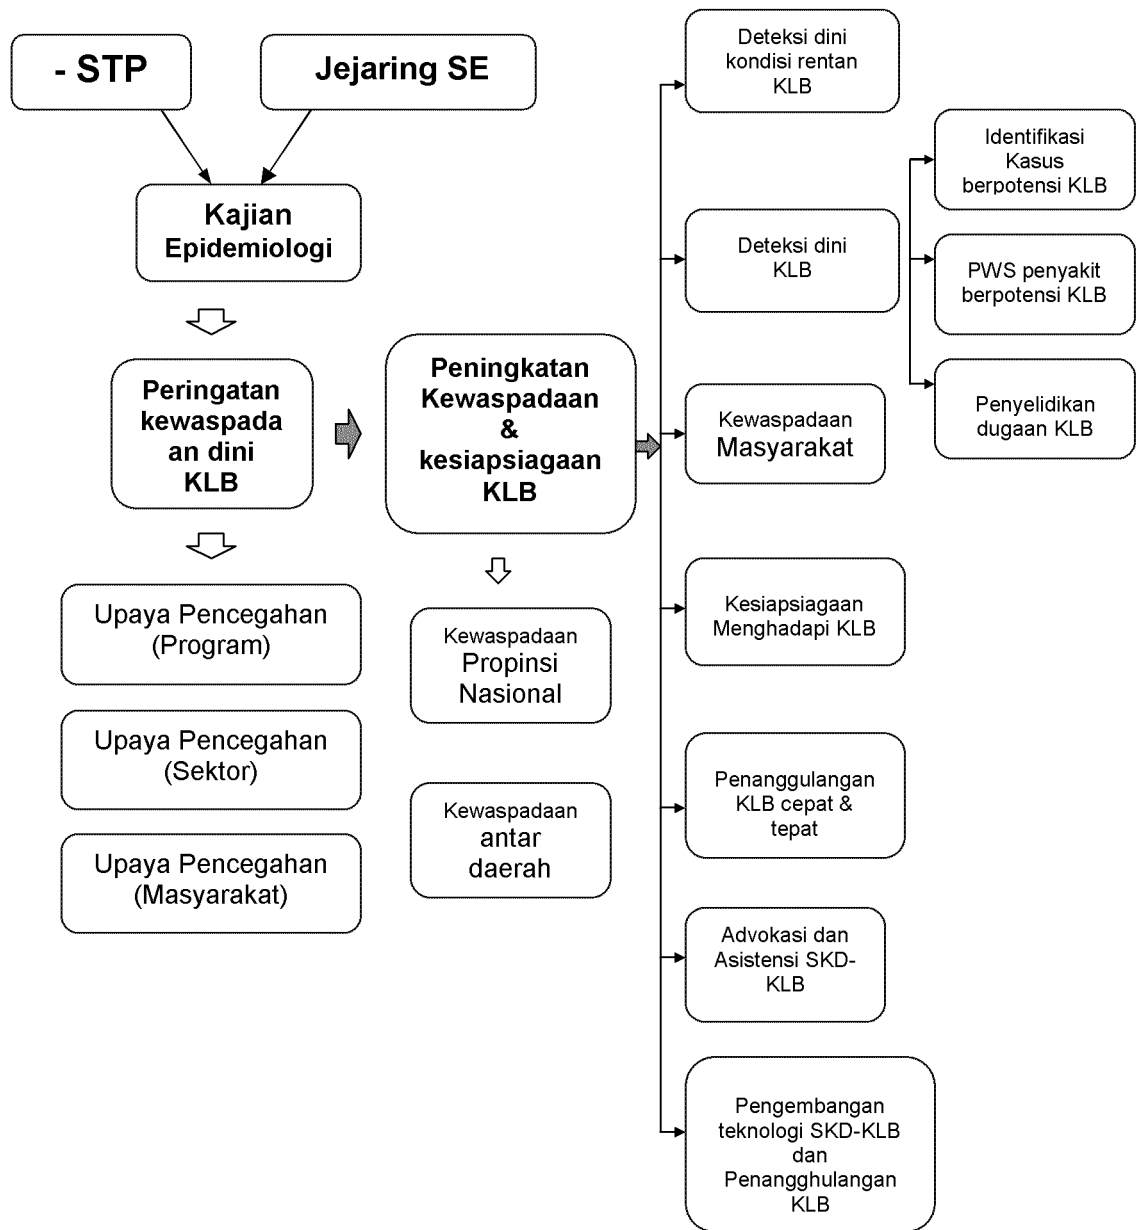 - STP
Jejaring SE
Kajian
Epidemiologi
Peringatan
kewaspada
an dini
KLB
Upaya Pencegahan
(Program)
Upaya Pencegahan
(Sektor)
Upaya Pencegahan
(Masyarakat)
Peningkatan
Kewaspadaan
&
kesiapsiagaan
KLB
Kewaspadaan
Propinsi
Nasional
Kewaspadaan
antar
daerah
Deteksi dini
kondisi rentan
KLB
Deteksi dini
KLB
Identifikasi
Kasus
berpotensi KLB
PWS penyakit
berpotensi KLB
Penyelidikan
dugaan KLB
Kewaspadaan
Masyarakat
Kesiapsiagaan
Menghadapi KLB
Penanggulangan
KLB cepat &
tepat
Advokasi dan
Asistensi SKD-
KLB
Pengembangan
teknologi SKD-KLB
dan
Penangghulangan
KLB